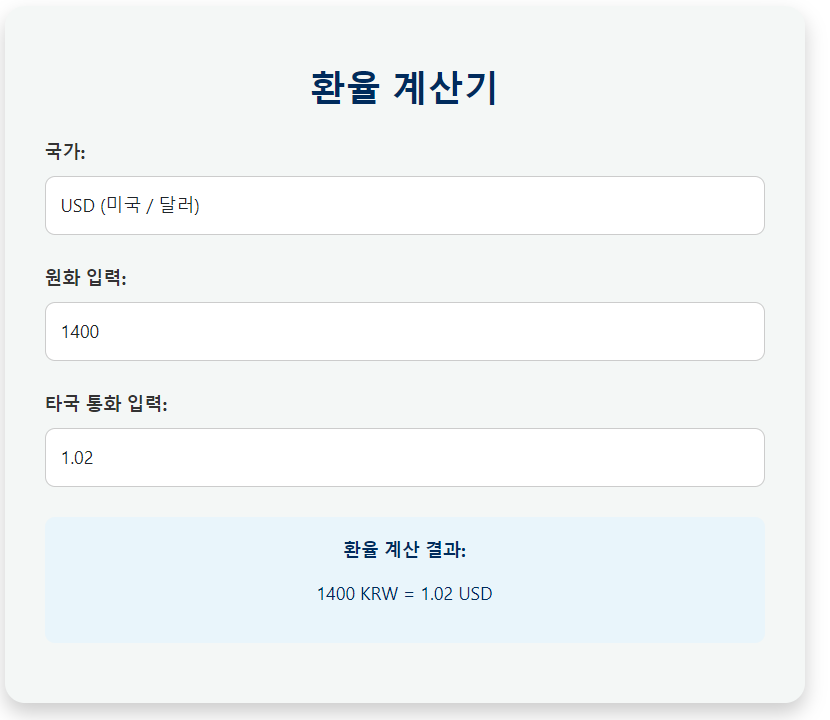 환율 계산기
국가:
USD (미국 / 달러)
원화 입력:
1400
타국 통화 입력:
1.02
환율 계산 결과:
1400 KRW = 1.02 USD